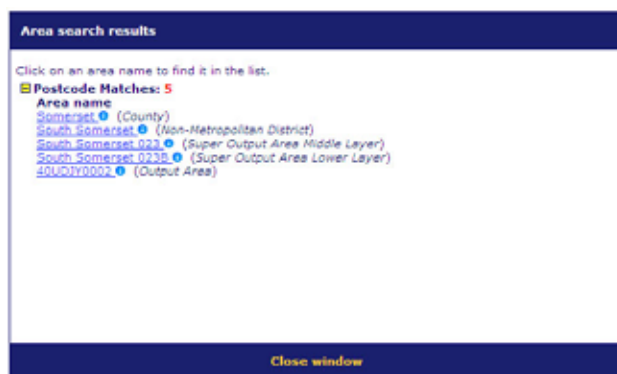 Area search results
Click on an area name to find it in the list.
Postcode Matches: 5
Area name
Somerset (County)
South Somerset (Non-Metropolitan District)
South Somerset 023 (Super Output Area Middle Layer)
South Somerset 023B (Super Output Area Lower Layer)
40UDJY0002 (Output Area)
Close window